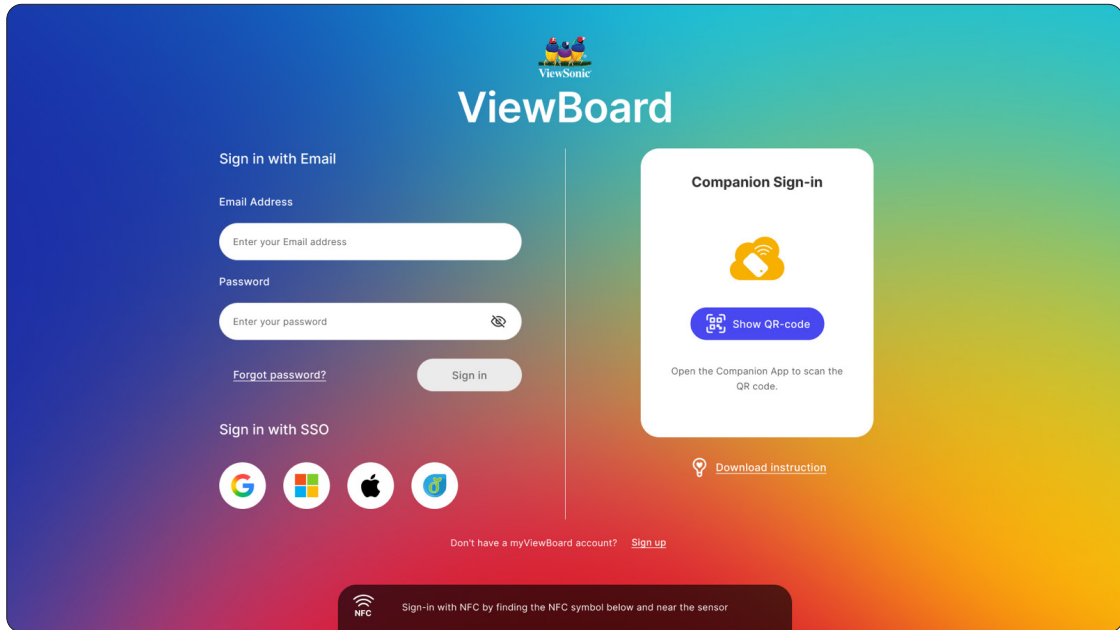 ViewSonic
ViewBoard
Sign in with Email
Email Address
Enter your Email address
Password
Enter your password
Forgot password?
Sign in
Sign in with SSO
Companion Sign-in
Show QR-code
Open the Companion App to scan the
QR code.
Download instruction
Don't have a myViewBoard account? Sign up
NFC
Sign-in with NFC by finding the NFC symbol below and near the sensor